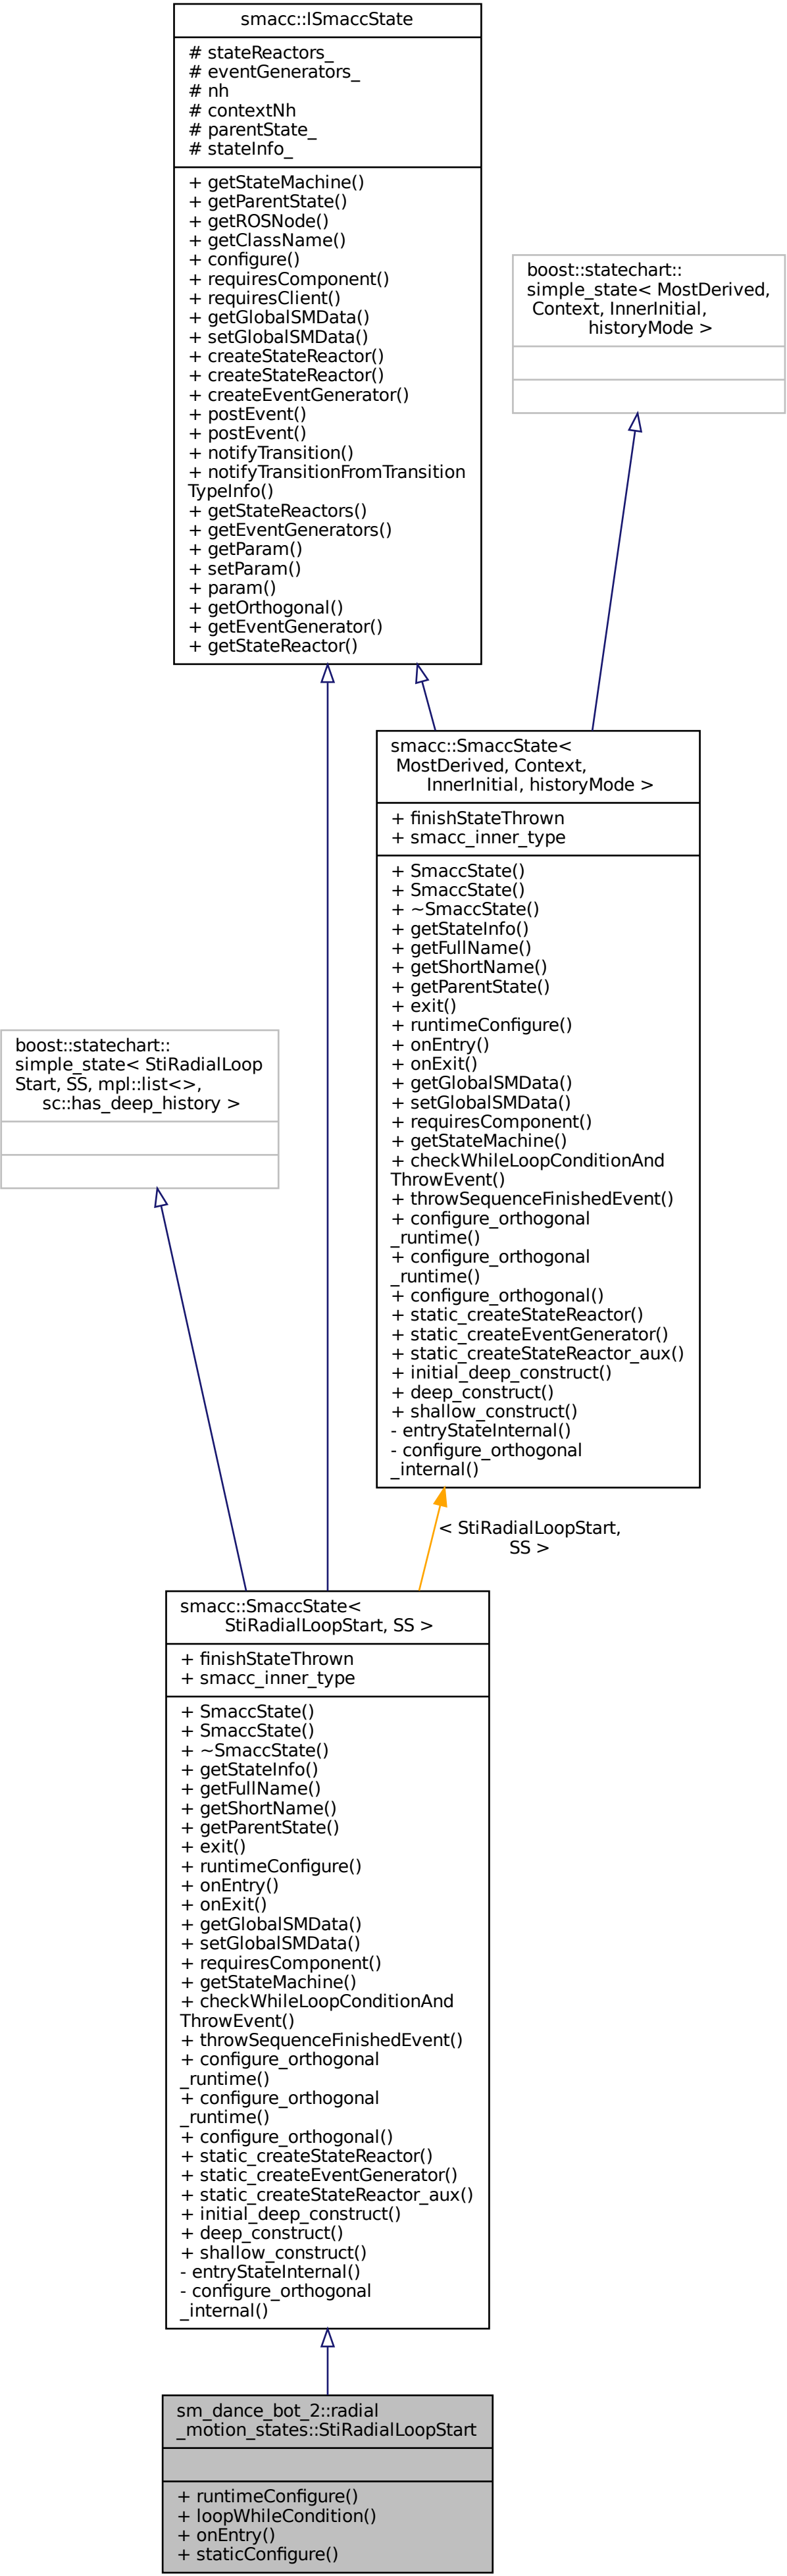 smacc::ISmaccState
# stateReactors_
# eventGenerators_
# nh
# contextNh
# parentState_
# stateInfo_
+ getStateMachine()
+ getParentState()
+ getROSNode()
+ getClassName()
+ configure()
+ requiresComponent()
+ requiresClient()
+ getGlobalSMData()
+ setGlobalSMData()
+ createStateReactor()
+ createStateReactor()
+ createEventGenerator()
+ postEvent()
+ postEvent()
+ notifyTransition()
+ notifyTransitionFromTransition
TypeInfo()
+ getStateReactors()
+ getEventGenerators()
+ getParam()
+ setParam()
+ param()
+ getOrthogonal()
+ getEventGenerator()
+ getStateReactor()
boost::statechart::
simple_state< MostDerived,
Context, InnerInitial,
historyMode >
smacc::SmaccState<
MostDerived, Context,
InnerInitial, historyMode >
+ finishStateThrown
+ smacc_inner_type
+ SmaccState()
+ SmaccState()
+ ~SmaccState()
+ getStateInfo()
+ getFullName()
+ getShortName()
+ getParentState()
+ exit()
+ runtimeConfigure()
+ onEntry()
+ onExit()
+ getGlobalSMData()
+ setGlobalSMData()
+ requiresComponent()
+ getStateMachine()
+ checkWhileLoopConditionAnd
ThrowEvent()
+ throwSequenceFinishedEvent()
+ configure_orthogonal
_runtime()
+ configure_orthogonal
_runtime()
+ configure_orthogonal()
+ static_createStateReactor()
+ static_createEventGenerator()
+ static_createStateReactor_aux()
+ initial_deep_construct()
+ deep_construct()
+ shallow_construct()
- entryStateInternal()
- configure_orthogonal
_internal()
boost::statechart::
simple_state< StiRadialLoop
Start, SS, mpl::list<>,
sc::has_deep_history >
< StiRadialLoopStart,
SS >
smacc::SmaccState<
StiRadialLoopStart, SS >
+ finishStateThrown
+ smacc_inner_type
+ SmaccState()
+ SmaccState()
+ ~SmaccState()
+ getStateInfo()
+ getFullName()
+ getShortName()
+ getParentState()
+ exit()
+ runtimeConfigure()
+ onEntry()
+ onExit()
+ getGlobalSMData()
+ setGlobalSMData()
+ requiresComponent()
+ getStateMachine()
+ checkWhileLoopConditionAnd
ThrowEvent()
+ throwSequenceFinishedEvent()
+ configure_orthogonal
_runtime()
+ configure_orthogonal
_runtime()
+ configure_orthogonal()
+ static_createStateReactor()
+ static_createEventGenerator()
+ static_createStateReactor_aux()
+ initial_deep_construct()
+ deep_construct()
+ shallow_construct()
- entryStateInternal()
- configure_orthogonal
_internal()
sm_dance_bot_2::radial
_motion_states::StiRadialLoopStart
+ runtimeConfigure()
+ loopWhileCondition()
+ onEntry()
+ staticConfigure()